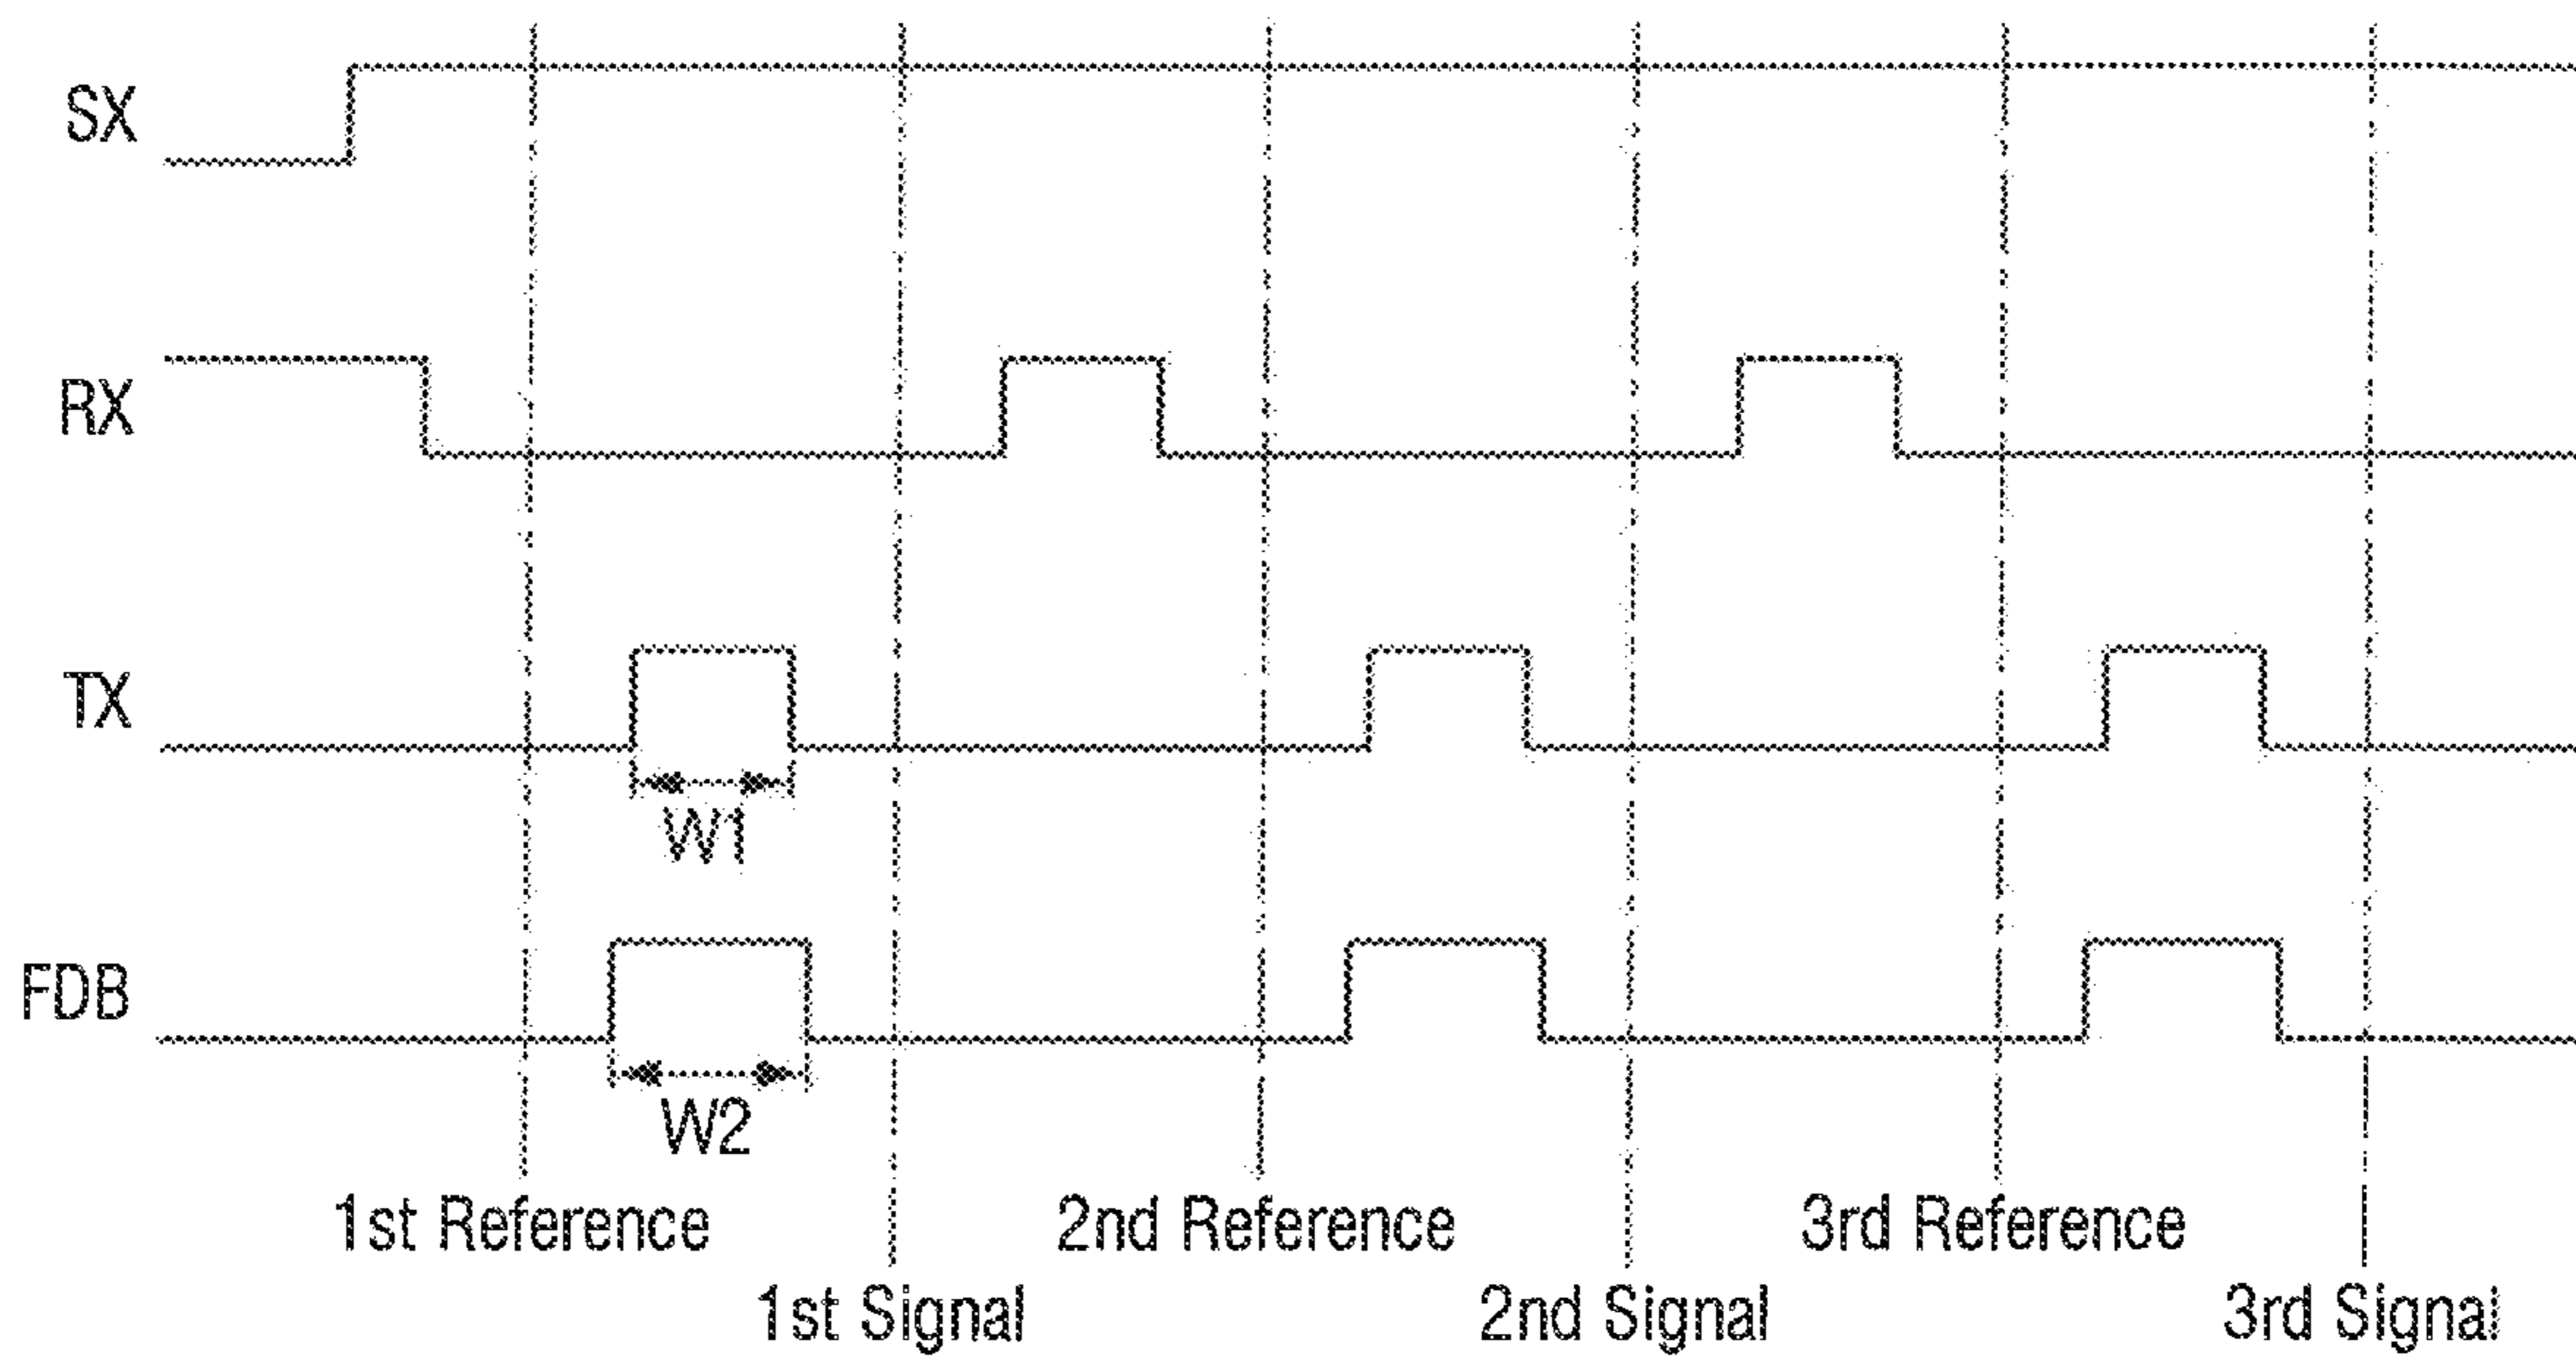 SX
RX
TX
W1
FDB
W2
1st Reference
2nd Reference
3rd Reference
1st Signal
2nd Signal
3rd Signal